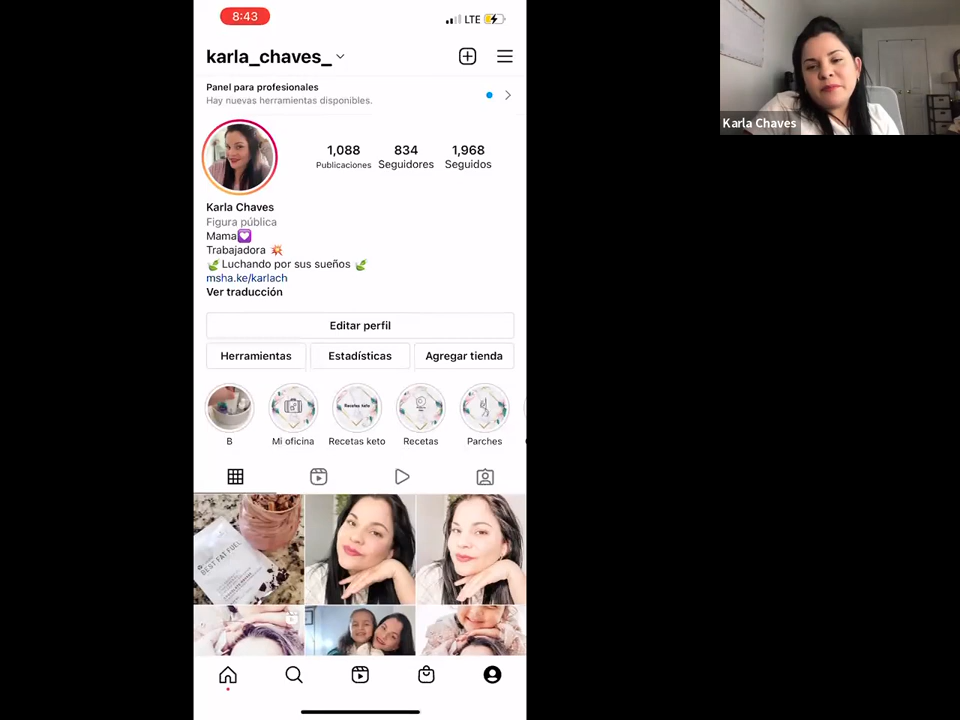 8:43
LTE
karla_chaves_
Panel para profesionales
Hay nuevas herramientas disponibles.
1,088
834
1,968
Publicaciones
Seguidores
Seguidos
Karla Chaves
Figura pública
Mama💟
Trabajadora 💥
🌿 Luchando por sus sueños 🌿
msha.ke/karlach
Ver traducción
Editar perfil
Herramientas
Estadísticas
Agregar tienda
Recetas keto
B
Mi oficina
Recetas keto
Recetas
Parches
BEST FAT FUEL
Karla Chaves